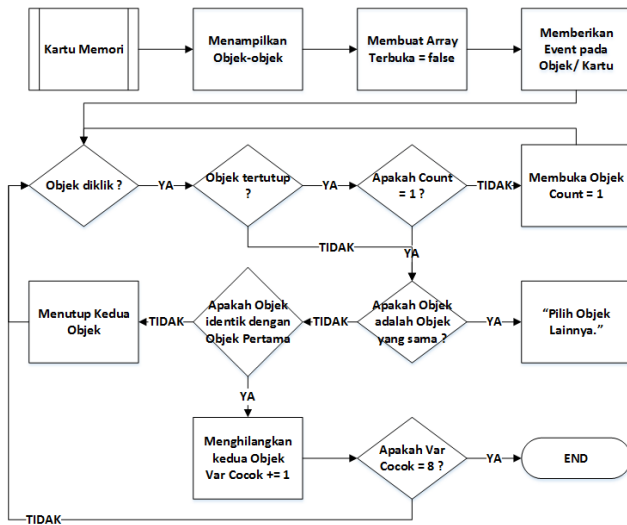 Kartu Memori
Menampilkan
Objek-objek
Membuat Array
Terbuka = false
Memberikan
Event pada
Objek/ Kartu
Objek diklik ?
YA
Objek tertutup
?
YA
Apakah Count
= 1 ?
TIDAK
Membuka Objek
Count = 1
TIDAK
YA
Menutup Kedua
Objek
TIDAK
Apakah Objek
identik dengan
Objek Pertama
TIDAK
Apakah Objek
adalah Objek
yang sama ?
YA
“Pilih Objek
Lainnya.”
YA
Menghilangkan
kedua Objek
Var Cocok += 1
Apakah Var
Cocok = 8 ?
YA
END
TIDAK